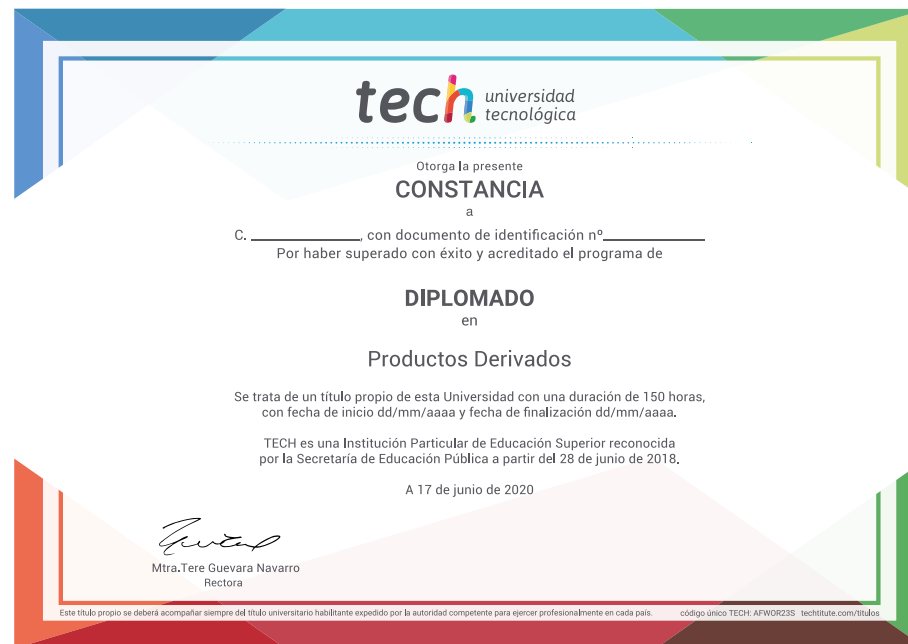 tech universidad
tecnológica
Otorga la presente
CONSTANCIA
a
C. ____________, con documento de identificación nº____________
Por haber superado con éxito y acreditado el programa de
DIPLOMADO
en
Productos Derivados
Se trata de un título propio de esta Universidad con una duración de 150 horas,
con fecha de inicio dd/mm/aaaa y fecha de finalización dd/mm/aaaa.
TECH es una Institución Particular de Educación Superior reconocida
por la Secretaría de Educación Pública a partir del 28 de junio de 2018.
A 17 de junio de 2020
Mtra.Tere Guevara Navarro
Rectora
Este título propio se deberá acompañar siempre del título universitario habilitante expedido por la autoridad competente para ejercer profesionalmente en cada país. código único TECH: AFWOR23S techtitute.com/titulos